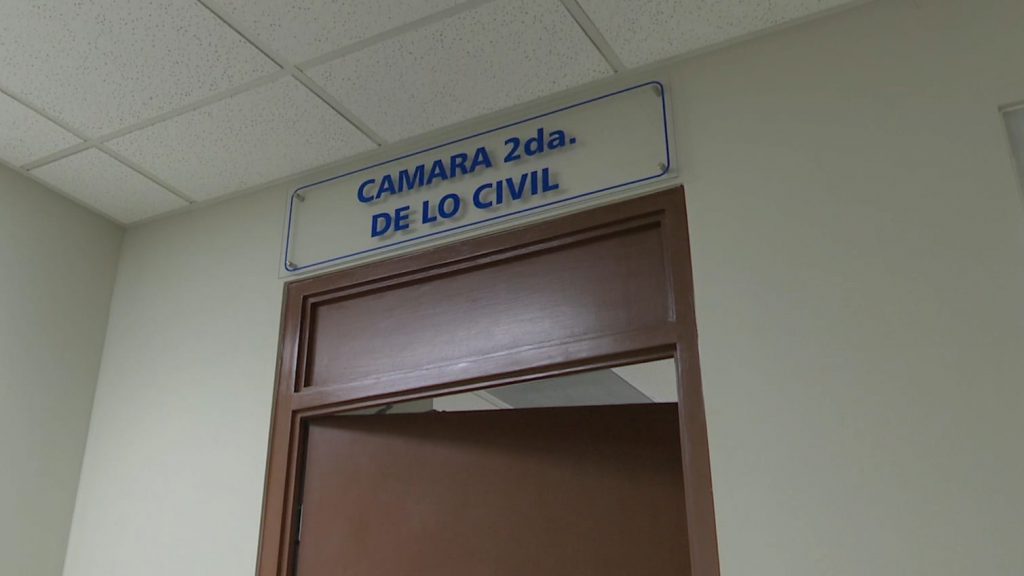 CAMARA 2da.
DE LO CIVIL